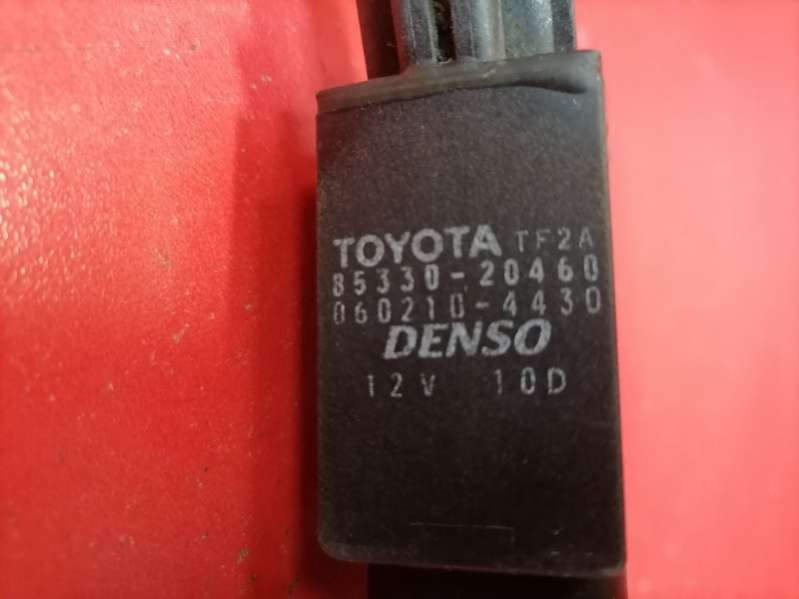 TOYOTA TF2A
85330-20460
060210-4430
DENSO
12V 10D